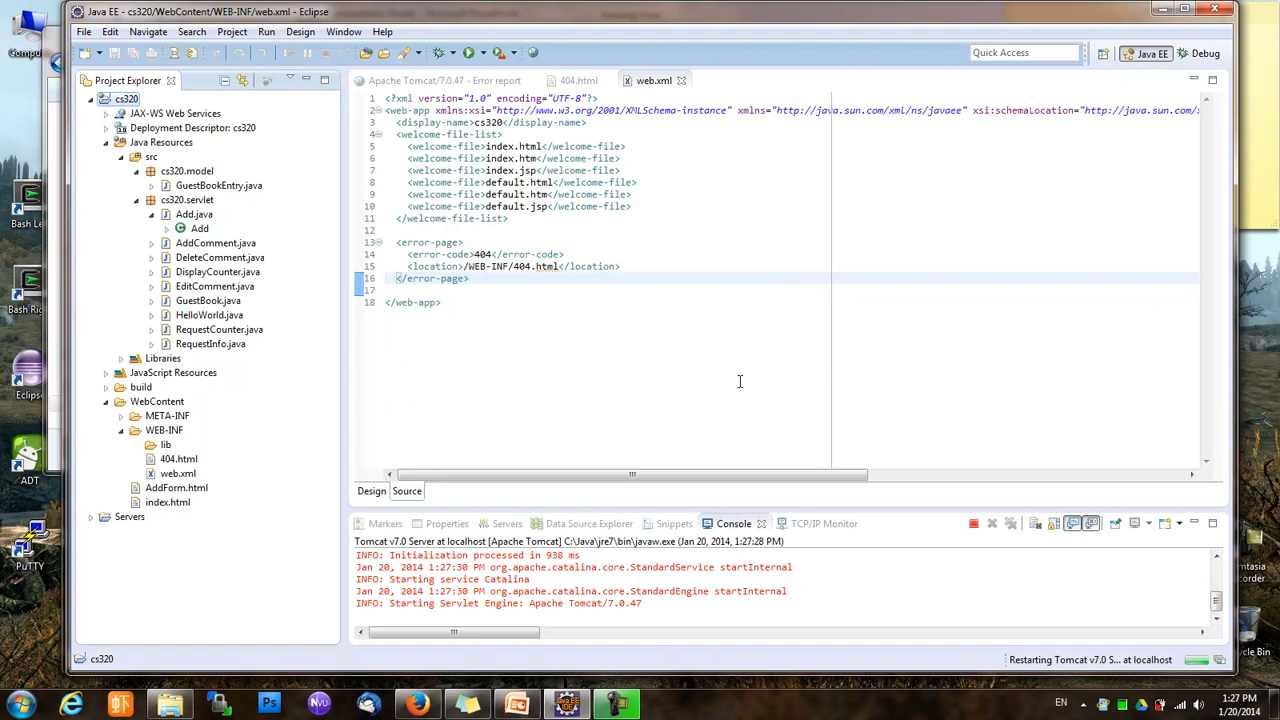 Java EE - cs320/WebContent/WEB-INF/web.xml - Eclipse
File Edit Navigate Search Project Run Design Window Help
Quick Access
Java EE
Debug
Project Explorer
Apache Tomcat/7.0.47 - Error report
404.html
web.xml
cs320
JAX-WS Web Services
Deployment Descriptor: cs320
Java Resources
src
cs320.model
GuestBookEntry.java
cs320.servlet
Add.java
Add
AddComment.java
DeleteComment.java
DisplayCounter.java
EditComment.java
GuestBook.java
HelloWorld.java
RequestCounter.java
RequestInfo.java
Libraries
JavaScript Resources
build
WebContent
META-INF
WEB-INF
lib
404.html
web.xml
AddForm.html
index.html
Servers
1 <?xml version="1.0" encoding="UTF-8"?>
2 <web-app xmlns:xsi="http://www.w3.org/2001/XMLSchema-instance" xmlns="http://java.sun.com/xml/ns/javaee" xsi:schemaLocation="http://java.sun.com/x
3 <display-name>cs320</display-name>
4 <welcome-file-list>
5 <welcome-file>index.html</welcome-file>
6 <welcome-file>index.htm</welcome-file>
7 <welcome-file>index.jsp</welcome-file>
8 <welcome-file>default.html</welcome-file>
9 <welcome-file>default.htm</welcome-file>
10 <welcome-file>default.jsp</welcome-file>
11 </welcome-file-list>
12
13 <error-page>
14 <error-code>404</error-code>
15 <location>/WEB-INF/404.html</location>
16 </error-page>
17
18 </web-app>
Design Source
Markers Properties Servers Data Source Explorer Snippets Console TCP/IP Monitor
Tomcat v7.0 Server at localhost [Apache Tomcat] C:\Java\jre7\bin\javaw.exe (Jan 20, 2014 1:27:28 PM)
INFO: Initialization processed in 938 ms
Jan 20, 2014 1:27:30 PM org.apache.catalina.core.StandardService startInternal
INFO: Starting service Catalina
Jan 20, 2014 1:27:30 PM org.apache.catalina.core.StandardEngine startInternal
INFO: Starting Servlet Engine: Apache Tomcat/7.0.47
cs320
Restarting Tomcat v7.0 S... at localhost
Bash Le
Bash Rig
Eclips
ADT
PuTTY
EN
1:27 PM
1/20/2014